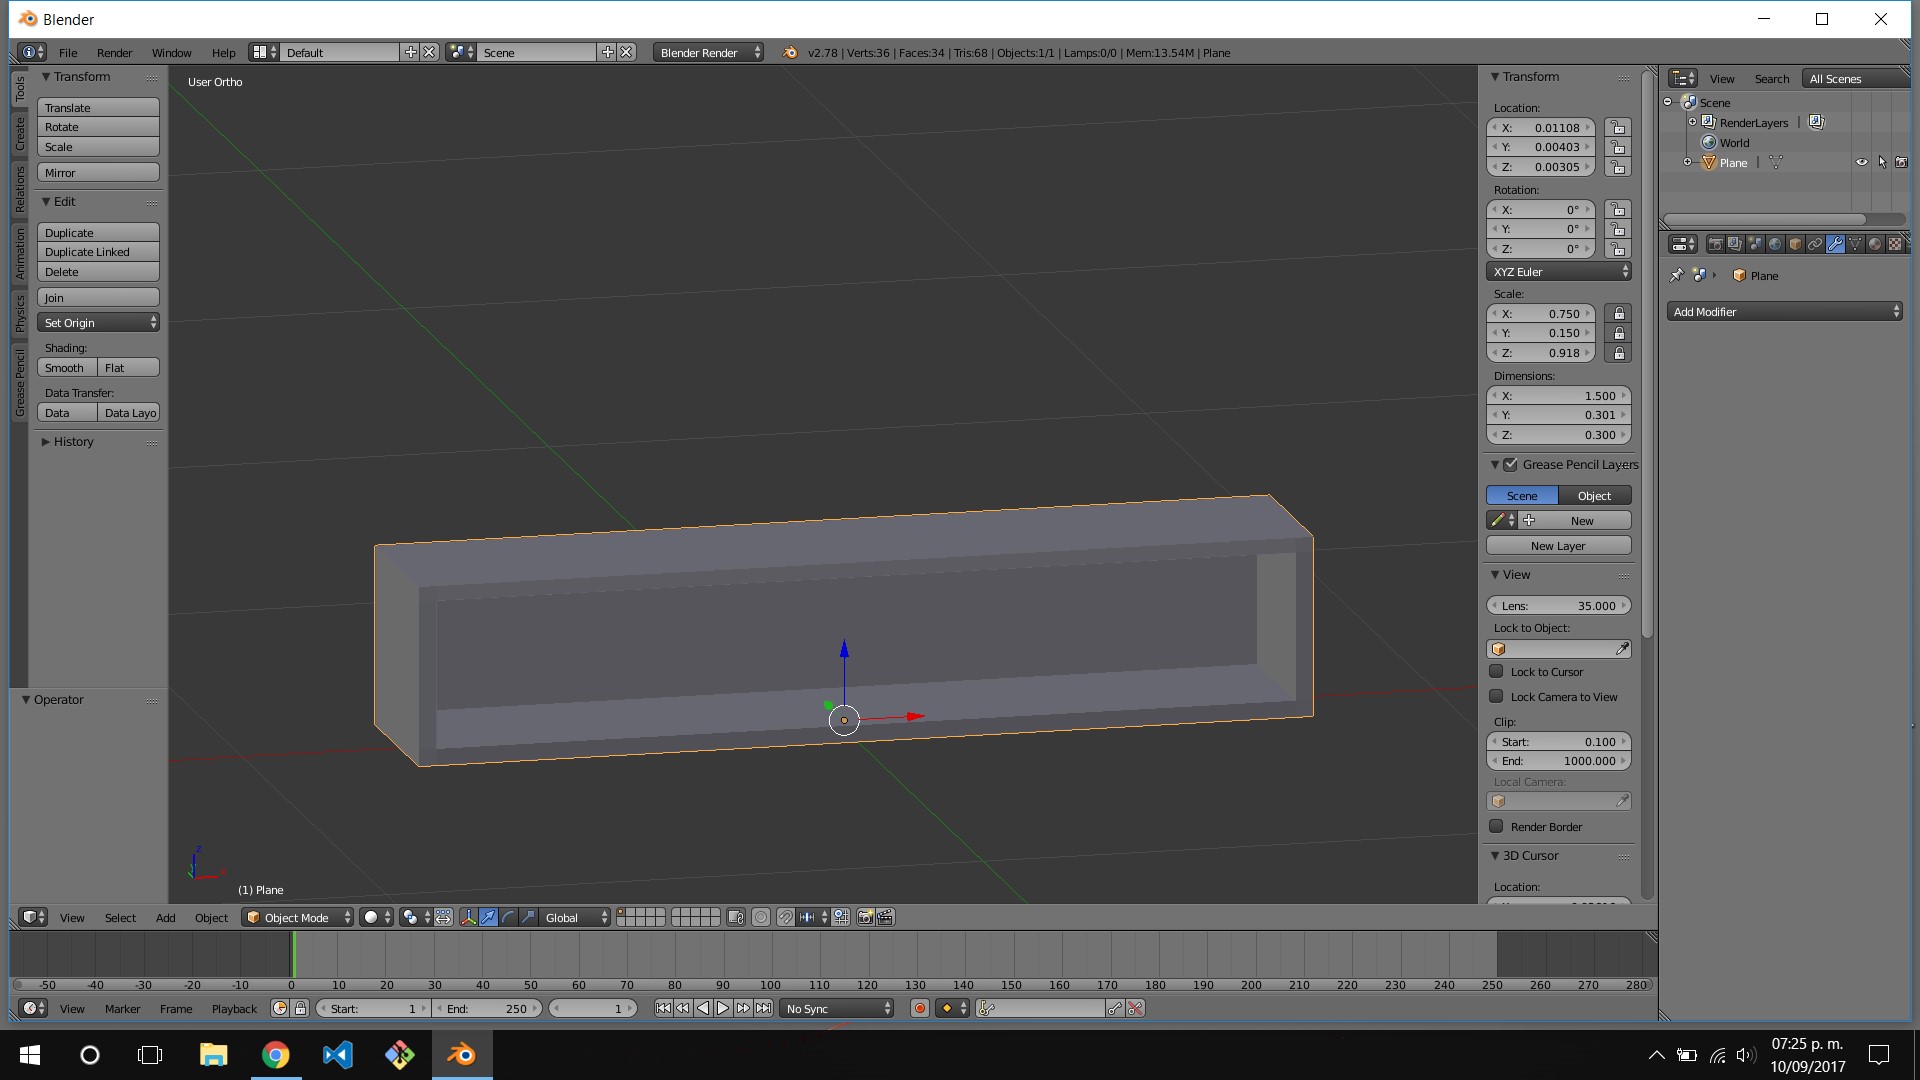 Blender
File Render Window Help Default Scene Blender Render v2.78 | Verts:36 | Faces:34 | Tris:68 | Objects:1/1 | Lamps:0/0 | Mem:13.54M | Plane
Tools
Create
Relations
Animation
Physics
Grease Pencil
Transform
Translate
Rotate
Scale
Mirror
Edit
Duplicate
Duplicate Linked
Delete
Join
Set Origin
Shading:
Smooth Flat
Data Transfer:
Data Data Layo
History
Operator
User Ortho
z
(1) Plane
Transform
Location:
X: 0.01108
Y: 0.00403
Z: 0.00305
Rotation:
X: 0°
Y: 0°
Z: 0°
XYZ Euler
Scale:
X: 0.750
Y: 0.150
Z: 0.918
Dimensions:
X: 1.500
Y: 0.301
Z: 0.300
Grease Pencil Layers
Scene Object
New
New Layer
View
Lens: 35.000
Lock to Object:
Lock to Cursor
Lock Camera to View
Clip:
Start: 0.100
End: 1000.000
Local Camera:
Render Border
3D Cursor
Location:
View Search All Scenes
Scene
RenderLayers |
World
Plane |
Plane
Add Modifier
View Select Add Object Object Mode Global
-50 -40 -30 -20 -10 0 10 20 30 40 50 60 70 80 90 100 110 120 130 140 150 160 170 180 190 200 210 220 230 240 250 260 270 280
View Marker Frame Playback Start: 1 End: 250 1 No Sync
07:25 p. m.
10/09/2017